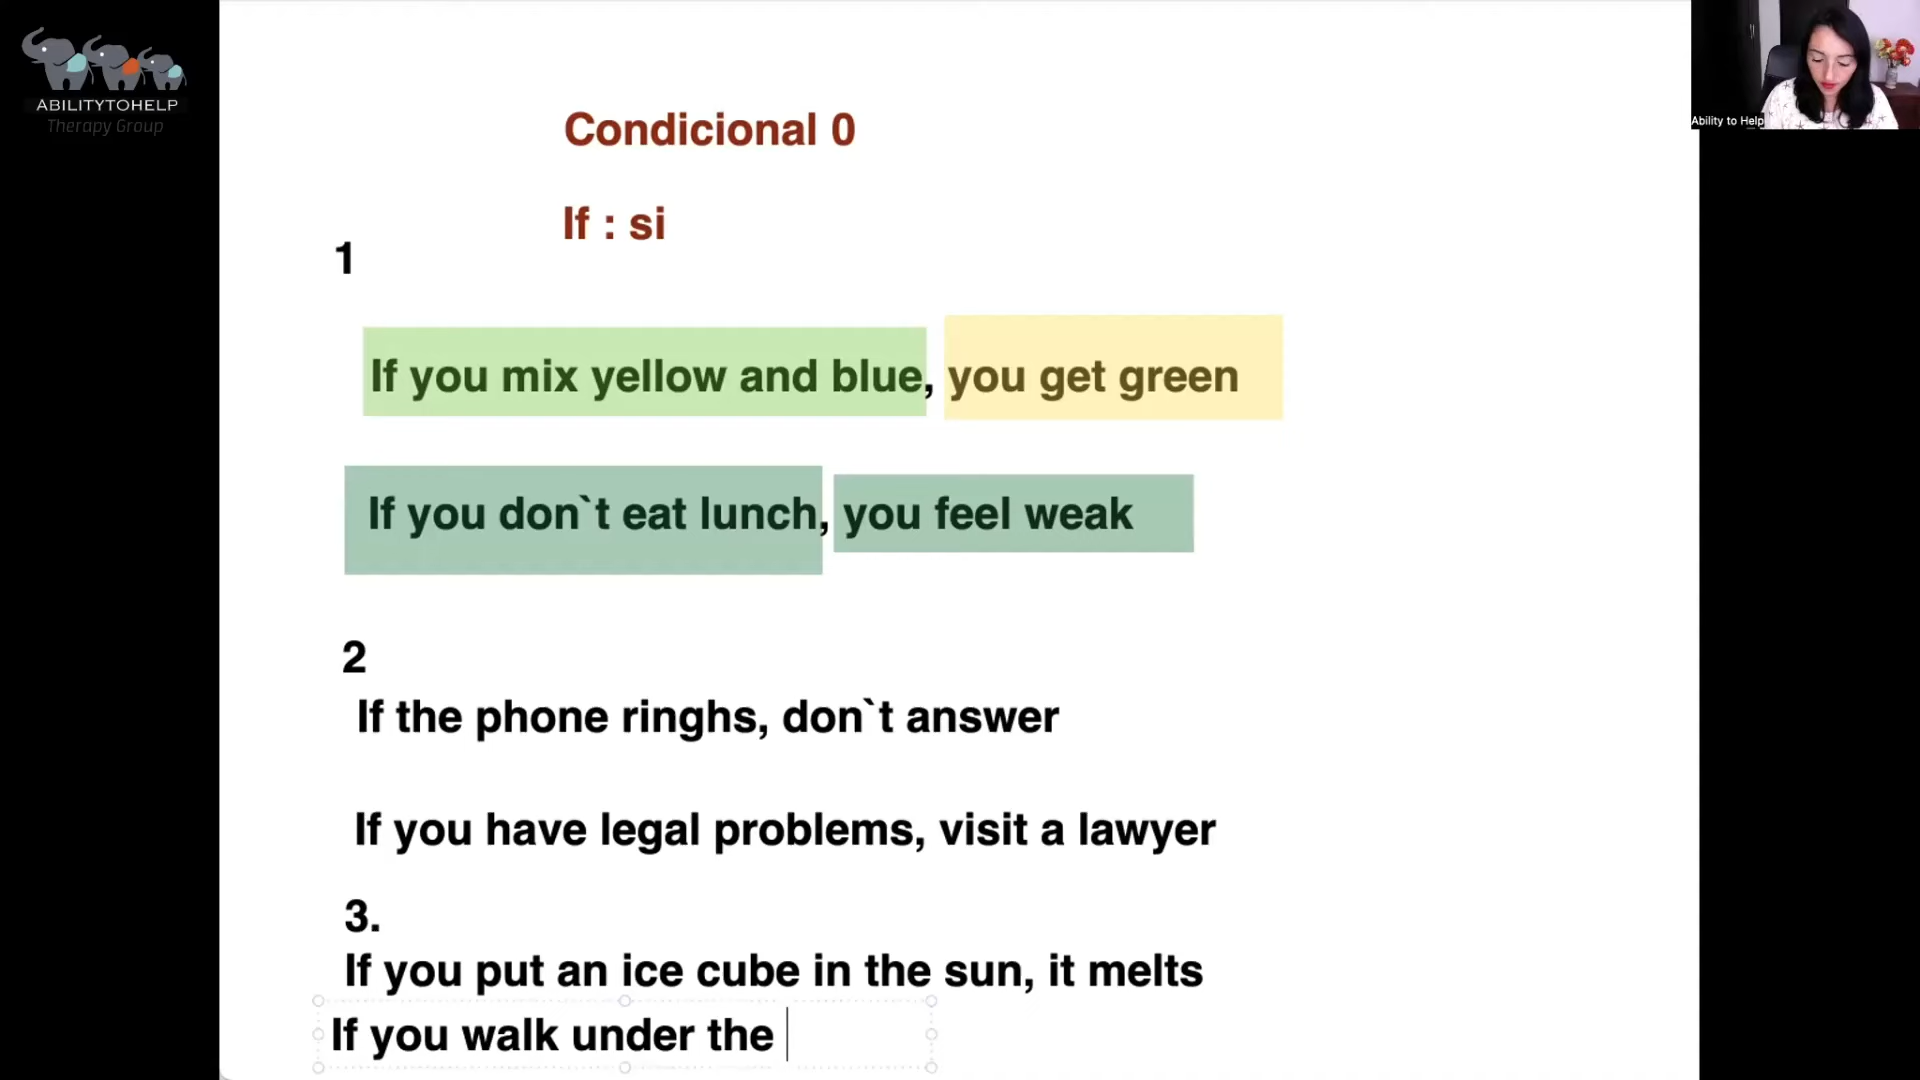 ABILITYTOHELP
Therapy Group
Ability to Help
Condicional 0
If : si
1
If you mix yellow and blue, you get green
If you don`t eat lunch, you feel weak
2
If the phone ringhs, don`t answer
If you have legal problems, visit a lawyer
3.
If you put an ice cube in the sun, it melts
If you walk under the